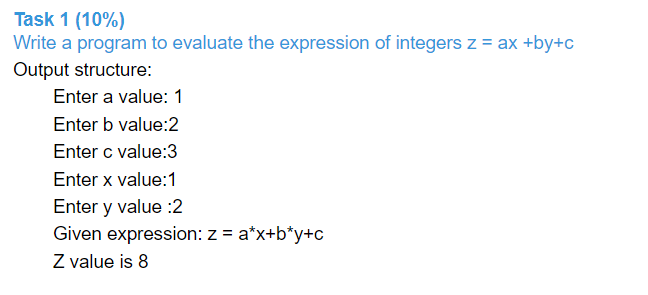 Task 1 (10%)
Write a program to evaluate the expression of integers z = ax +by+c
Output structure:
Enter a value: 1
Enter b value:2
Enter c value:3
Enter x value:1
Enter y value :2
Given expression: z = a*x+b*y+c
Z value is 8